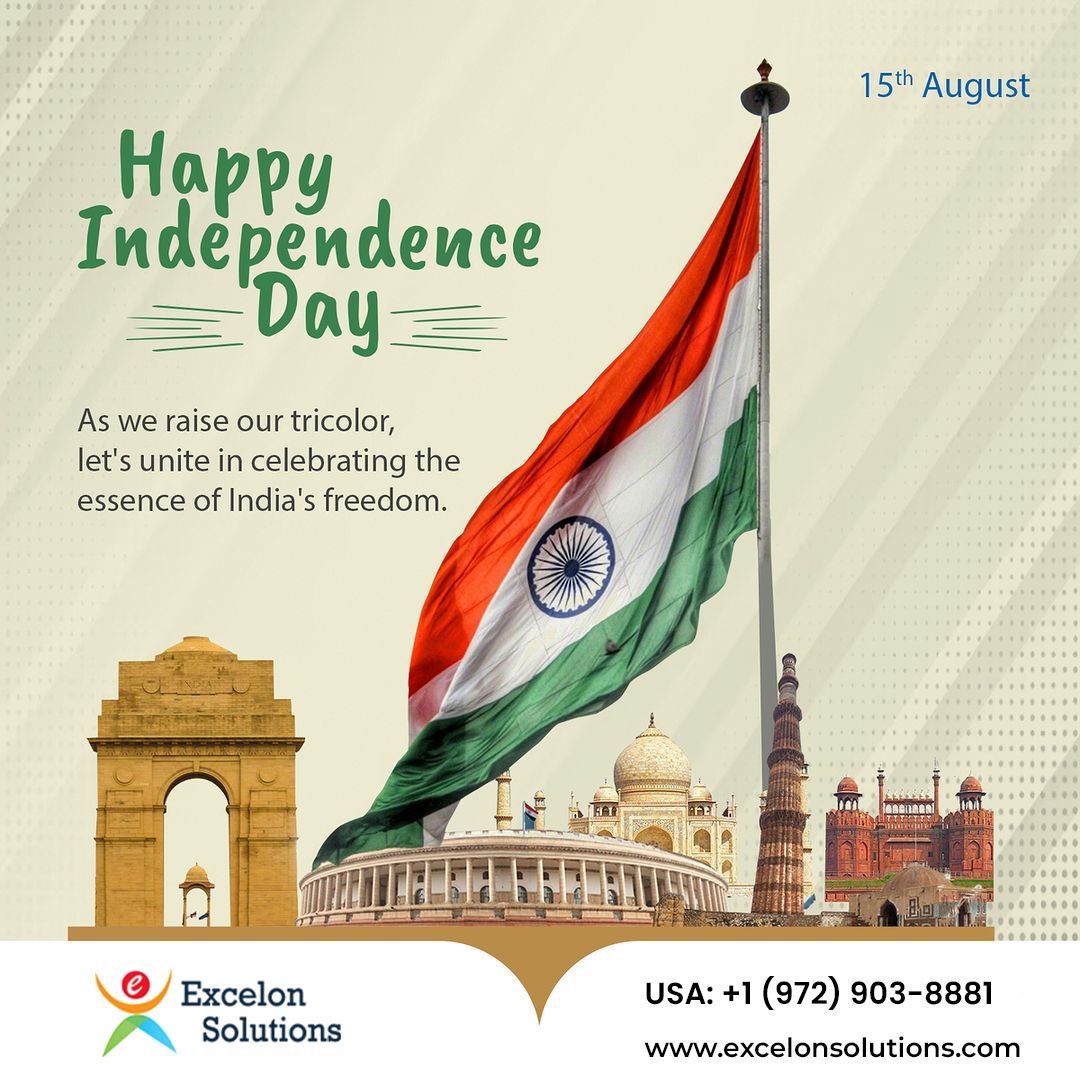 15th August
Happy
Independence
Day
As we raise our tricolor,
let's unite in celebrating the
essence of India's freedom.
INDIA
e
Excelon
Solutions
USA: +1 (972) 903-8881
www.excelonsolutions.com